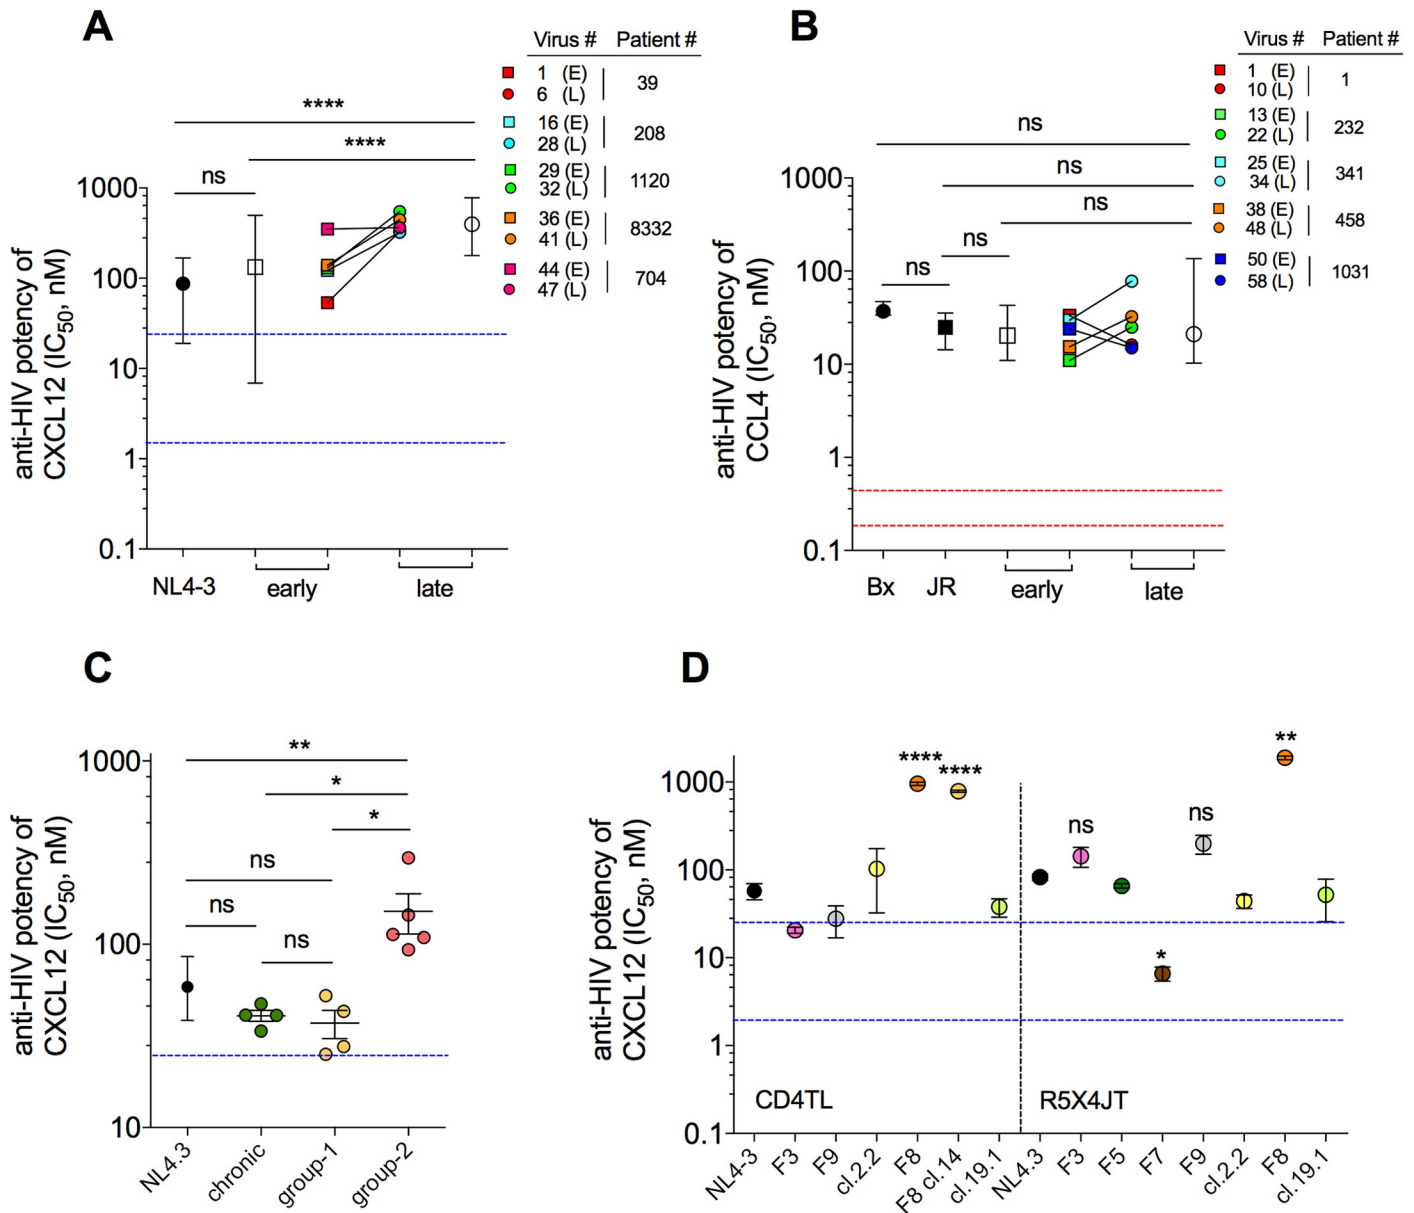 A
Virus # Patient #
1 (E)
6 (L)
39
16 (E)
28 (L)
208
29 (E)
32 (L)
1120
36 (E)
41 (L)
8332
44 (E)
47 (L)
704
****
****
ns
1000
100
10
1
0.1
anti-HIV potency of
CXCL12 (IC50, nM)
NL4-3 early late
B
Virus # Patient #
1 (E)
10 (L)
1
13 (E)
22 (L)
232
25 (E)
34 (L)
341
38 (E)
48 (L)
458
50 (E)
58 (L)
1031
ns
ns
ns
ns
ns
1000
100
10
1
0.1
anti-HIV potency of
CCL4 (IC50, nM)
Bx JR early late
C
**
*
*
ns
ns
ns
1000
100
10
anti-HIV potency of
CXCL12 (IC50, nM)
NL4.3 chronic group-1 group-2
D
**
****
****
ns
ns
*
1000
100
10
1
0.1
anti-HIV potency of
CXCL12 (IC50, nM)
CD4TL R5X4JT
NL4-3 F3 F9 cl.2.2 F8 F8 cl.14 cl.19.1 NL4.3 F3 F5 F7 F9 cl.2.2 F8 cl.19.1